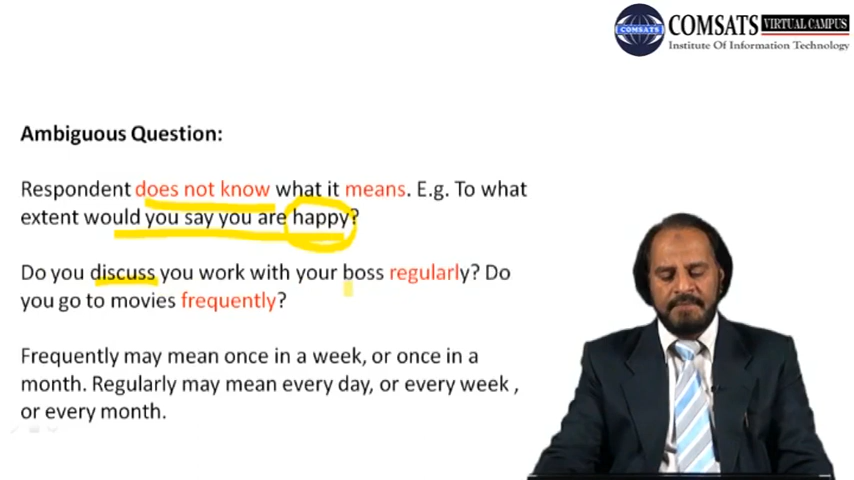 COMSATS
COMSATS VIRTUAL CAMPUS
Institute Of Information Technology
Ambiguous Question:
Respondent does not know what it means. E.g. To what
extent would you say you are happy?
Do you discuss you work with your boss regularly? Do
you go to movies frequently?
Frequently may mean once in a week, or once in a
month. Regularly may mean every day, or every week ,
or every month.